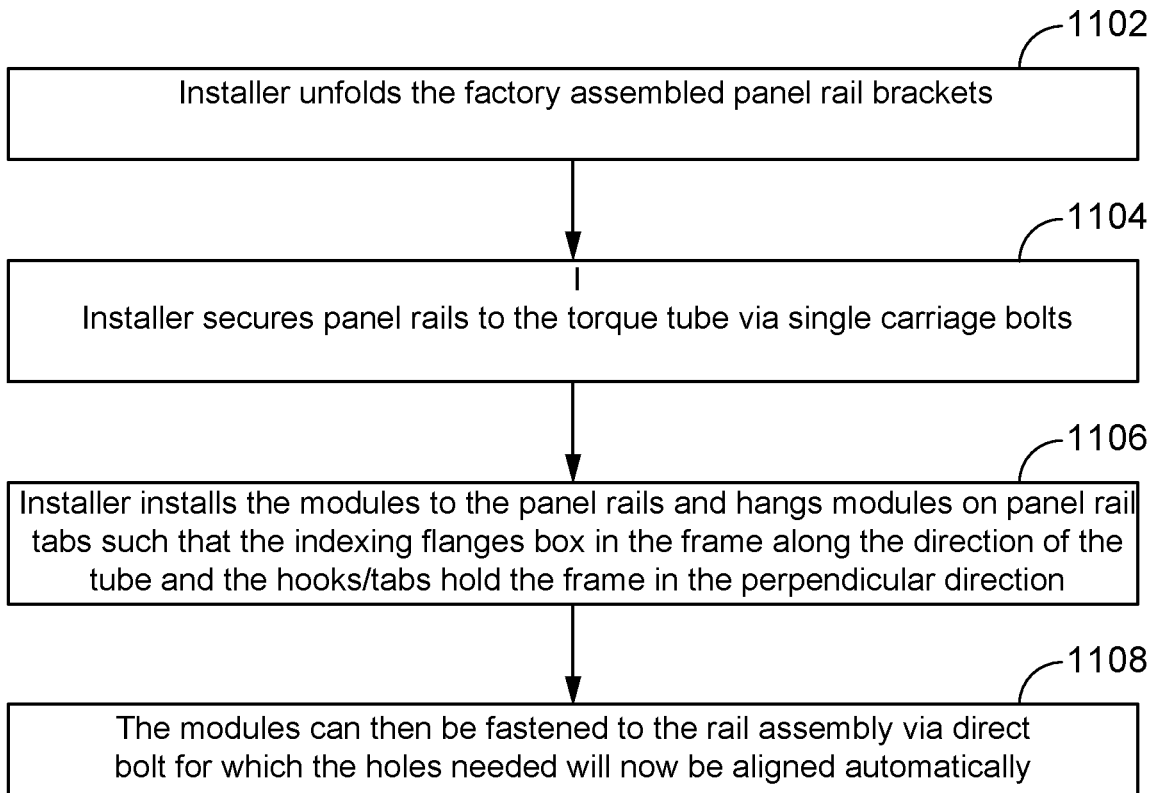 1102
Installer unfolds the factory assembled panel rail brackets
1104
I
Installer secures panel rails to the torque tube via single carriage bolts
1106
Installer installs the modules to the panel rails and hangs modules on panel rail
tabs such that the indexing flanges box in the frame along the direction of the
tube and the hooks/tabs hold the frame in the perpendicular direction
1108
The modules can then be fastened to the rail assembly via direct
bolt for which the holes needed will now be aligned automatically